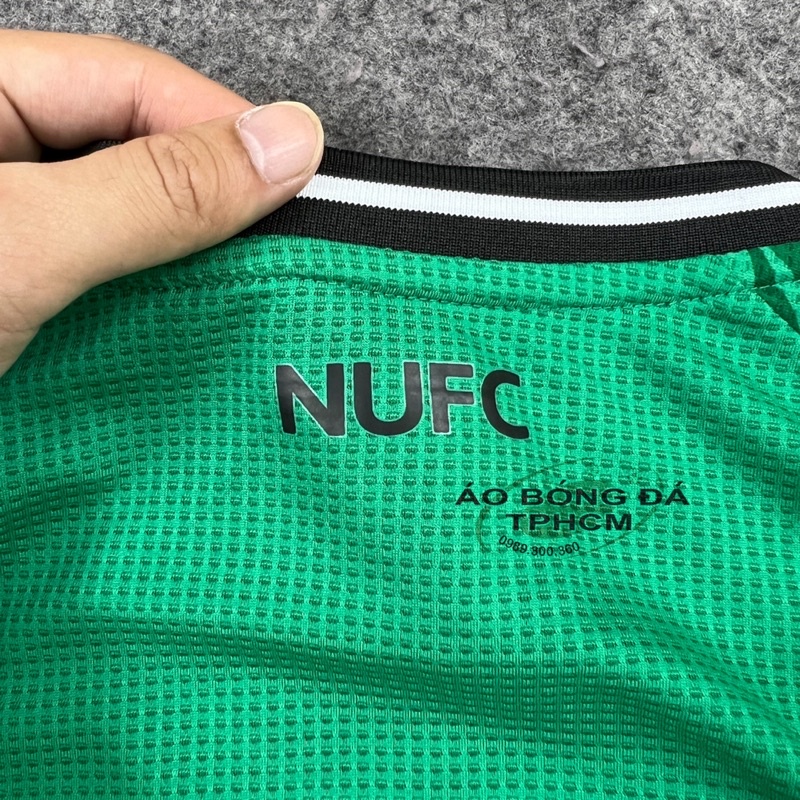 NUFC
ÁO BÓNG ĐÁ
TPHCM
0969.300.360